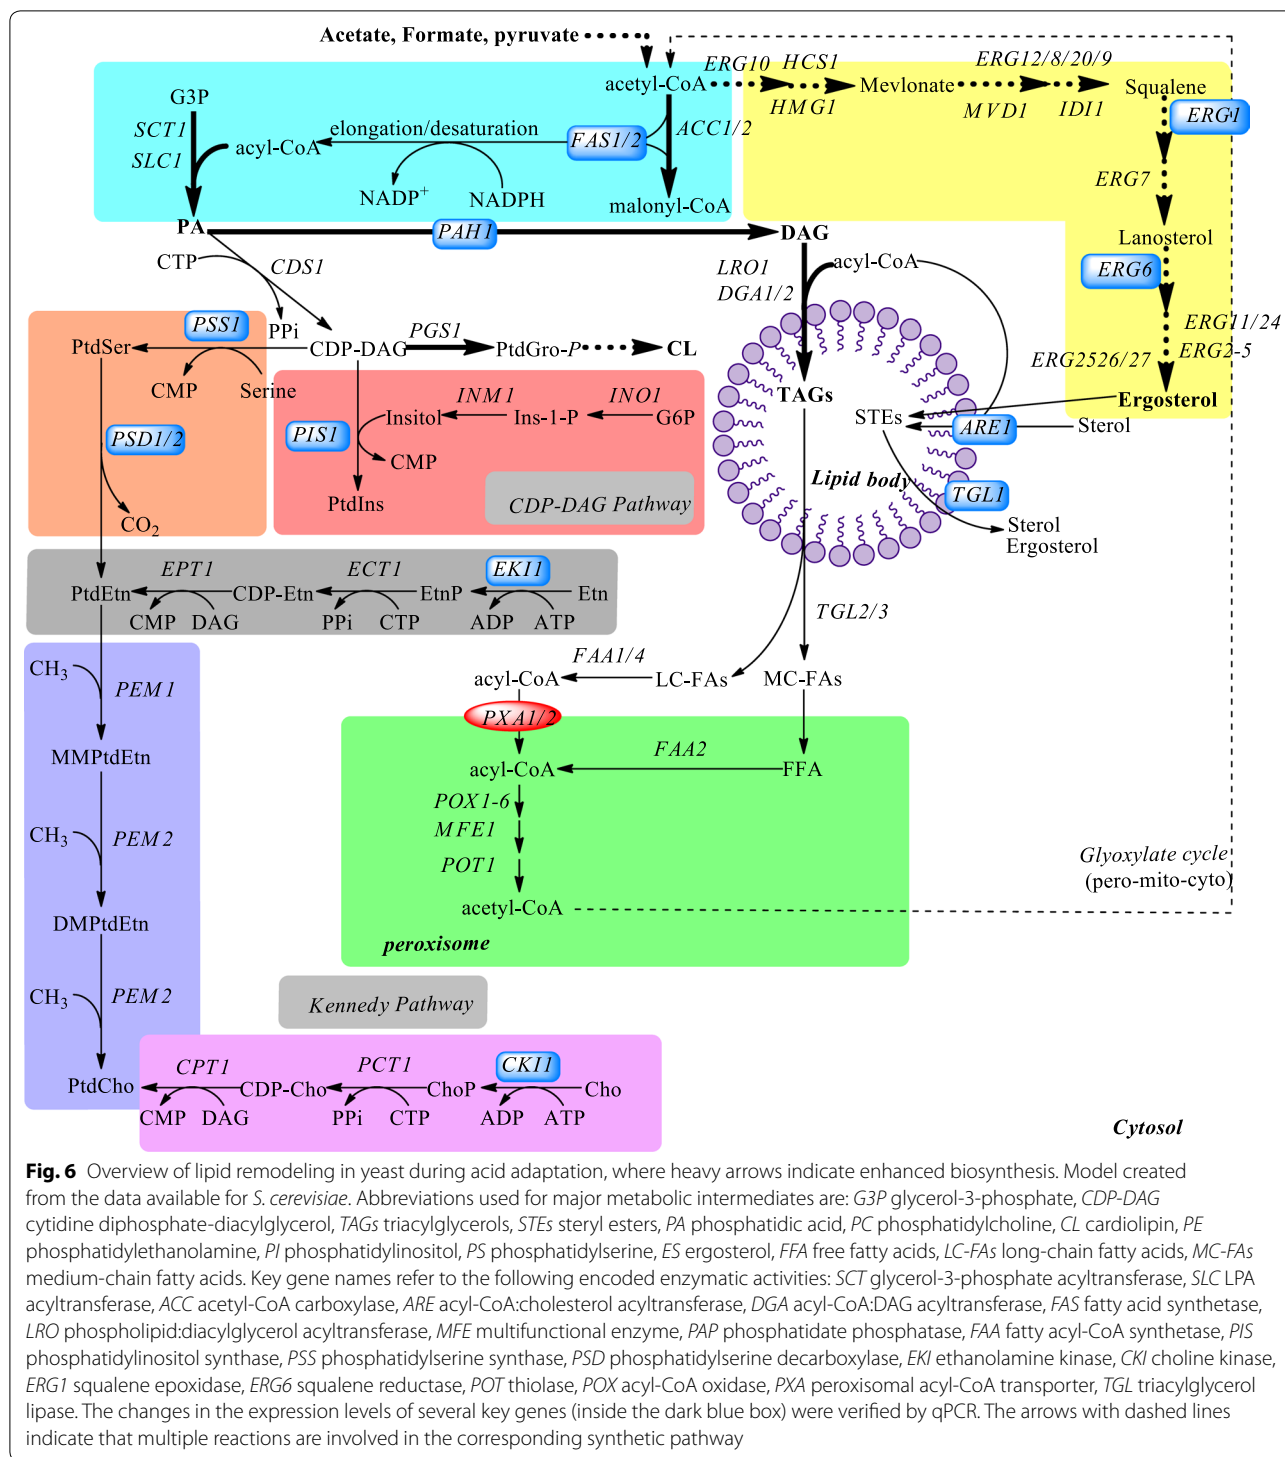 Acetate, Formate, pyruvate
acetyl-CoA
ERG10
HCS1
HMG1
Mevlonate
ERG12/8/20/9
MVD1
IDI1
Squalene
ERG1
G3P
SCT1
SLC1
acyl-CoA
elongation/desaturation
FAS1/2
ACC1/2
NADP+
NADPH
malonyl-CoA
ERG7
PA
PAH1
DAG
Lanosterol
CTP
CDS1
LRO1
DGA1/2
acyl-CoA
ERG6
PPi
PSS1
PtdSer
CDP-DAG
PGS1
PtdGro-P
CL
ERG11/24
ERG2-5
ERG2526/27
CMP
Serine
INM1
INO1
TAGs
Ergosterol
Insitol
Ins-1-P
G6P
STEs
ARE1
Sterol
PSD1/2
PIS1
CMP
Lipid body
PtdIns
CDP-DAG Pathway
TGL1
CO2
Sterol
Ergosterol
PtdEtn
EPT1
CDP-Etn
ECT1
EtnP
EKI1
Etn
CMP
DAG
PPi
CTP
ADP
ATP
TGL2/3
CH3
PEM1
FAA1/4
acyl-CoA
LC-FAs
MC-FAs
PXA1/2
MMPtdEtn
acyl-CoA
FAA2
FFA
POX1-6
CH3
PEM2
MFE1
POT1
Glyoxylate cycle
(pero-mito-cyto)
acetyl-CoA
DMPtdEtn
peroxisome
CH3
PEM2
Kennedy Pathway
PtdCho
CPT1
CDP-Cho
PCT1
ChoP
CKI1
Cho
CMP
DAG
PPi
CTP
ADP
ATP
Cytosol
Fig. 6 Overview of lipid remodeling in yeast during acid adaptation, where heavy arrows indicate enhanced biosynthesis. Model created
from the data available for S. cerevisiae. Abbreviations used for major metabolic intermediates are: G3P glycerol-3-phosphate, CDP-DAG
cytidine diphosphate-diacylglycerol, TAGs triacylglycerols, STEs steryl esters, PA phosphatidic acid, PC phosphatidylcholine, CL cardiolipin, PE
phosphatidylethanolamine, PI phosphatidylinositol, PS phosphatidylserine, ES ergosterol, FFA free fatty acids, LC-FAs long-chain fatty acids, MC-FAs
medium-chain fatty acids. Key gene names refer to the following encoded enzymatic activities: SCT glycerol-3-phosphate acyltransferase, SLC LPA
acyltransferase, ACC acetyl-CoA carboxylase, ARE acyl-CoA:cholesterol acyltransferase, DGA acyl-CoA:DAG acyltransferase, FAS fatty acid synthetase,
LRO phospholipid:diacylglycerol acyltransferase, MFE multifunctional enzyme, PAP phosphatidate phosphatase, FAA fatty acyl-CoA synthetase, PIS
phosphatidylinositol synthase, PSS phosphatidylserine synthase, PSD phosphatidylserine decarboxylase, EKI ethanolamine kinase, CKI choline kinase,
ERG1 squalene epoxidase, ERG6 squalene reductase, POT thiolase, POX acyl-CoA oxidase, PXA peroxisomal acyl-CoA transporter, TGL triacylglycerol
lipase. The changes in the expression levels of several key genes (inside the dark blue box) were verified by qPCR. The arrows with dashed lines
indicate that multiple reactions are involved in the corresponding synthetic pathway